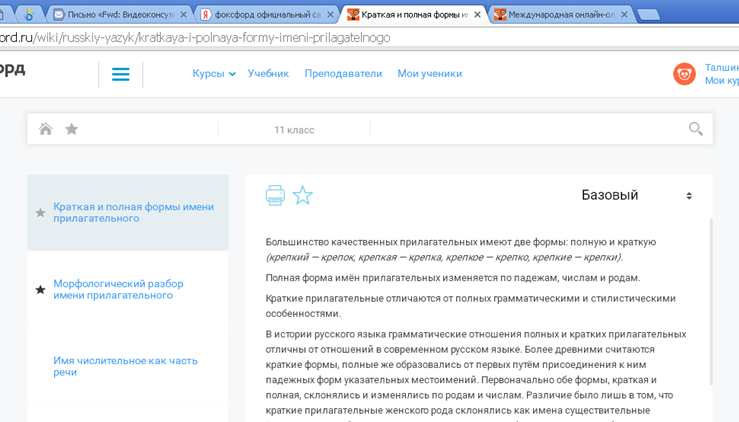 Письмо «Fwd: Видеоконсул
фоксфорд официальный са
Краткая и полная формы им
Международная онлайн-ол
ord.ru/wiki/russkiy-yazyk/kratkaya-i-polnaya-formy-imeni-prilagatelnogo
орд
Курсы
Учебник
Преподаватели
Мои ученики
Талшин
Мои кур
11 класс
Краткая и полная формы имени
прилагательного
Морфологический разбор
имени прилагательного
Имя числительное как часть
речи
Базовый
Большинство качественных прилагательных имеют две формы: полную и краткую
(крепкий — крепок, крепкая — крепка, крепкое — крепко, крепкие — крепки).
Полная форма имён прилагательных изменяется по падежам, числам и родам.
Краткие прилагательные отличаются от полных грамматическими и стилистическими
особенностями.
В истории русского языка грамматические отношения полных и кратких прилагательных
отличны от отношений в современном русском языке. Более древними считаются
краткие формы, полные же образовались от первых путём присоединения к ним
падежных форм указательных местоимений. Первоначально обе формы, краткая и
полная, склонялись и изменялись по родам и числам. Различие было лишь в том, что
краткие прилагательные женского рода склонялись как имена существительные